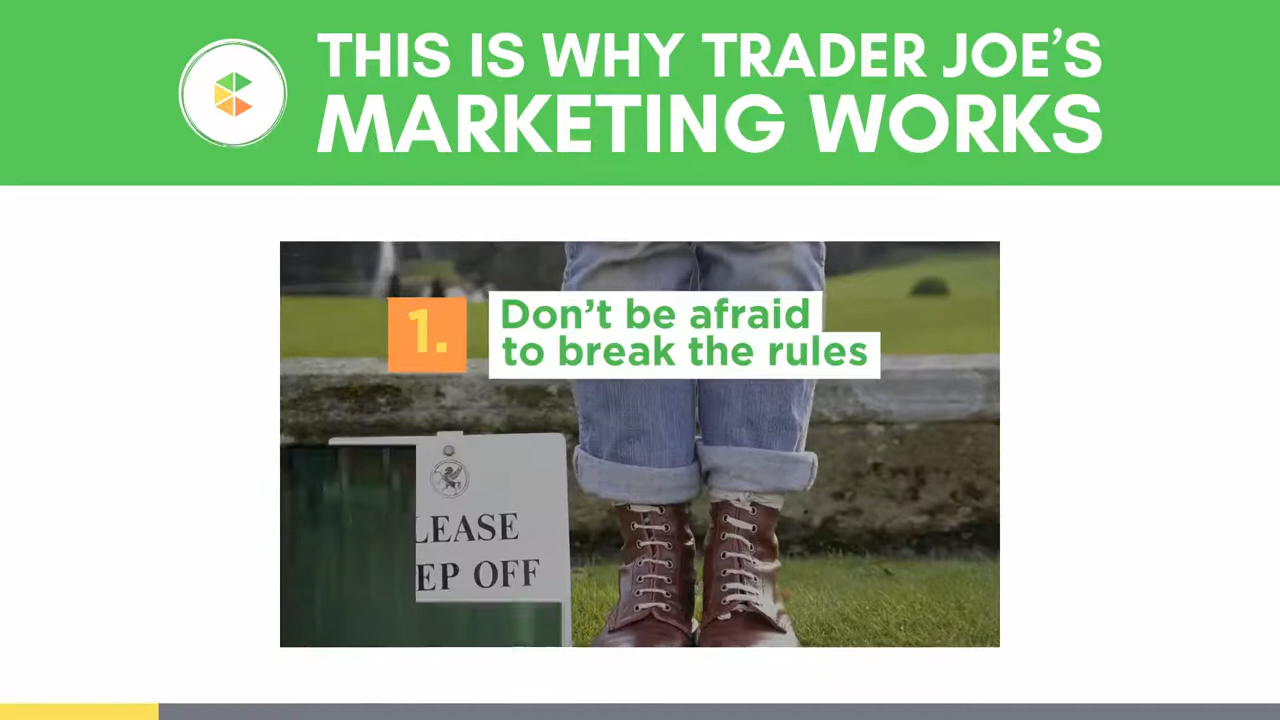 THIS IS WHY TRADER JOE'S
MARKETING WORKS
1.
Don't be afraid
to break the rules
LEASE
EP OFF